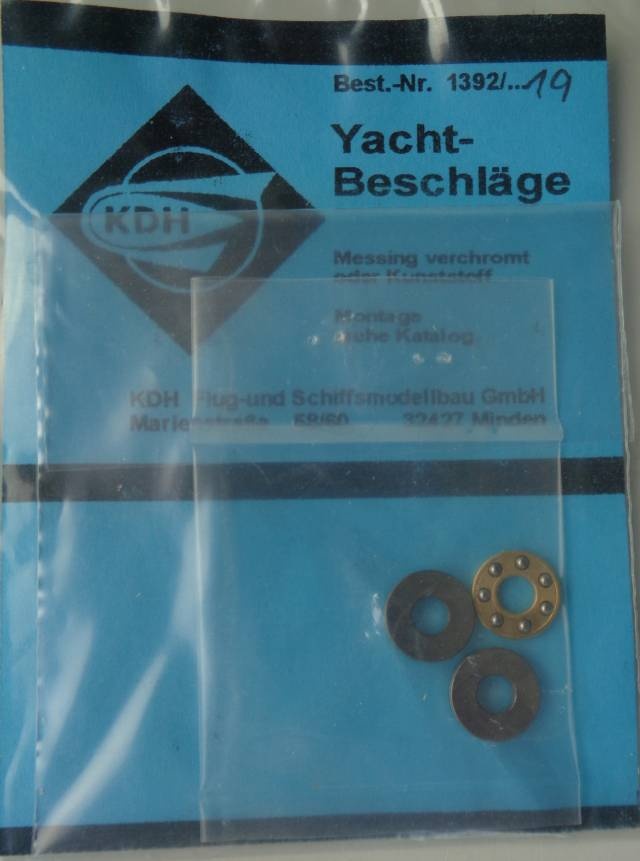 Best.-Nr. 1392/...19
Yacht-
Beschläge
KDH
Messing verchromt
oder Kunststoff
Montage
siehe Katalog
KDH Flug-und Schiffsmodellbau GmbH
Marienstraße 58/60 32427 Minden